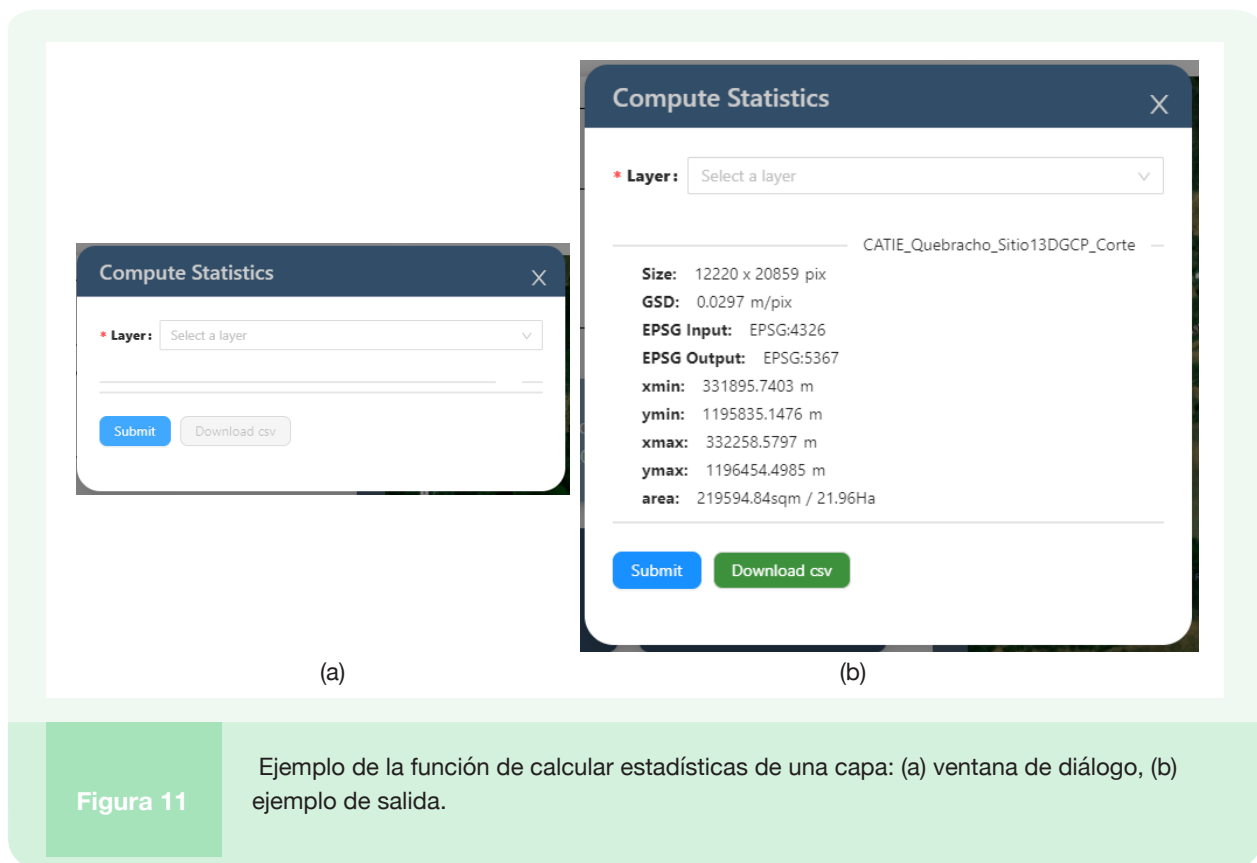 Compute Statistics
X
* Layer: Select a layer
Submit Download csv
(a)
Compute Statistics
X
* Layer: Select a layer
CATIE_Quebracho_Sitio13DGCP_Corte
Size: 12220 x 20859 pix
GSD: 0.0297 m/pix
EPSG Input: EPSG:4326
EPSG Output: EPSG:5367
xmin: 331895.7403 m
ymin: 1195835.1476 m
xmax: 332258.5797 m
ymax: 1196454.4985 m
area: 219594.84sqm / 21.96Ha
Submit Download csv
(b)
Figura 11
Ejemplo de la función de calcular estadísticas de una capa: (a) ventana de diálogo, (b)
ejemplo de salida.